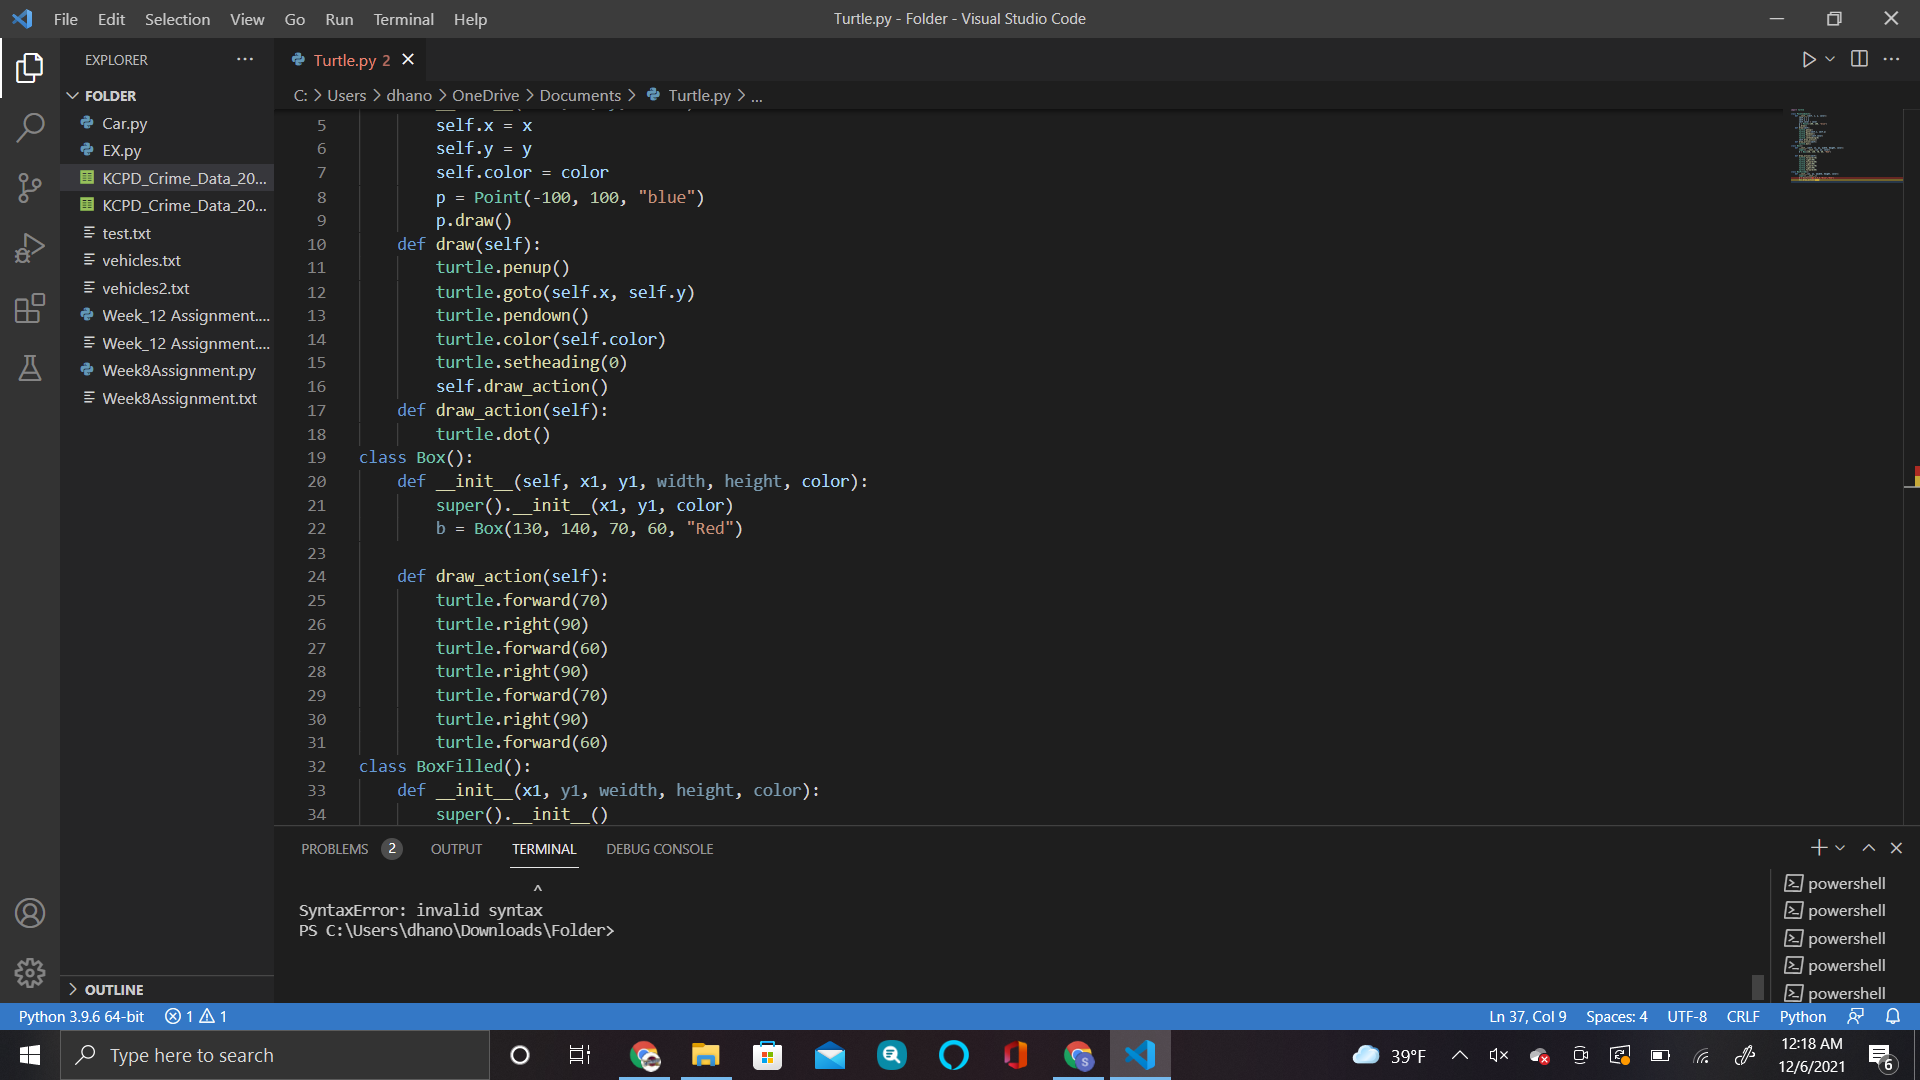 File Edit Selection View Go Run Terminal Help
Turtle.py - Folder - Visual Studio Code
EXPLORER
FOLDER
Car.py
EX.py
KCPD_Crime_Data_20...
KCPD_Crime_Data_20...
test.txt
vehicles.txt
vehicles2.txt
Week_12 Assignment....
Week_12 Assignment....
Week8Assignment.py
Week8Assignment.txt
OUTLINE
Turtle.py 2
C: > Users > dhano > OneDrive > Documents > Turtle.py > ...
5 self.x = x
6 self.y = y
7 self.color = color
8 p = Point(-100, 100, "blue")
9 p.draw()
10 def draw(self):
11 turtle.penup()
12 turtle.goto(self.x, self.y)
13 turtle.pendown()
14 turtle.color(self.color)
15 turtle.setheading(0)
16 self.draw_action()
17 def draw_action(self):
18 turtle.dot()
19 class Box():
20 def __init__(self, x1, y1, width, height, color):
21 super().__init__(x1, y1, color)
22 b = Box(130, 140, 70, 60, "Red")
23
24 def draw_action(self):
25 turtle.forward(70)
26 turtle.right(90)
27 turtle.forward(60)
28 turtle.right(90)
29 turtle.forward(70)
30 turtle.right(90)
31 turtle.forward(60)
32 class BoxFilled():
33 def __init__(x1, y1, weidth, height, color):
34 super().__init__()
PROBLEMS 2 OUTPUT TERMINAL DEBUG CONSOLE
^
SyntaxError: invalid syntax
PS C:\Users\dhano\Downloads\Folder>
powershell
powershell
powershell
powershell
powershell
Python 3.9.6 64-bit 1 1
Ln 37, Col 9 Spaces: 4 UTF-8 CRLF Python
Type here to search
39°F
12:18 AM
12/6/2021
6